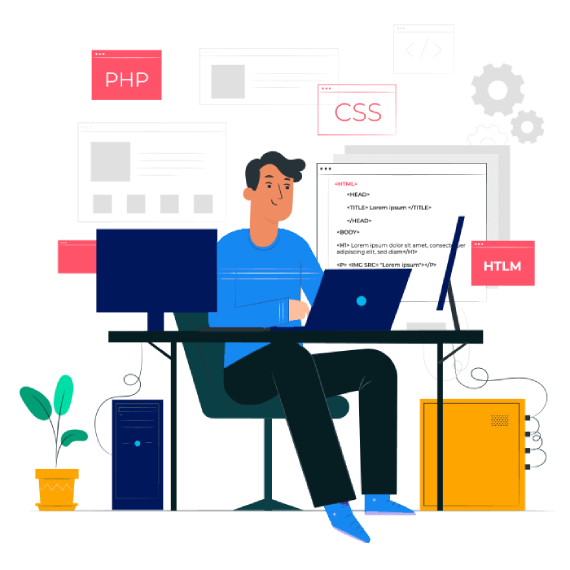 PHP
</>
CSS
<HTML>
<HEAD>
<TITLE> Lorem ipsum </TITLE>
</HEAD>
<BODY>
<H1> Lorem ipsum dolor sit amet, consectetuer
adipiscing elit, sed diam</H1>
<P> <IMG SRC= "Lorem ipsum"></P>
HTLM